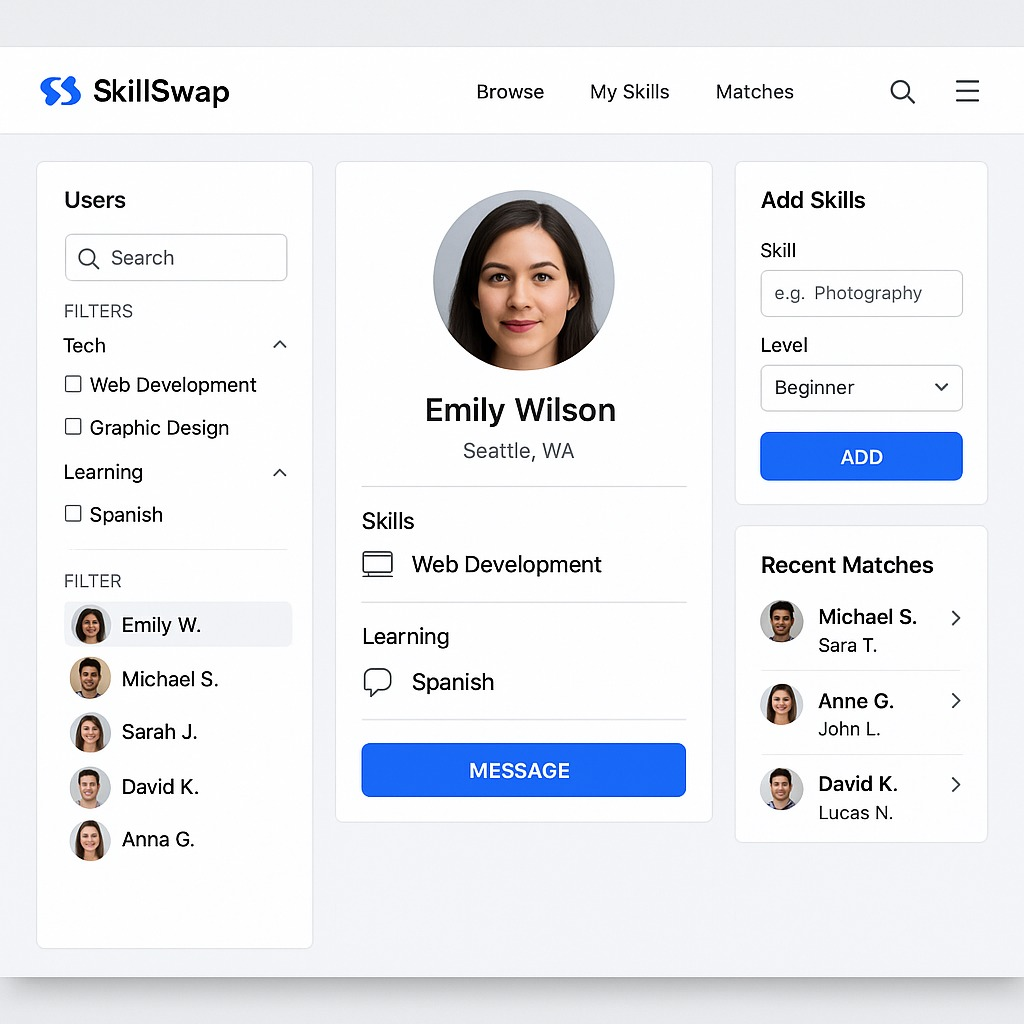 SkillSwap
Browse
My Skills
Matches
Users
Search
FILTERS
Tech
Web Development
Graphic Design
Learning
Spanish
FILTER
Emily W.
Michael S.
Sarah J.
David K.
Anna G.
Emily Wilson
Seattle, WA
Skills
Web Development
Learning
Spanish
MESSAGE
Add Skills
Skill
e.g. Photography
Level
Beginner
ADD
Recent Matches
Michael S.
Sara T.
Anne G.
John L.
David K.
Lucas N.